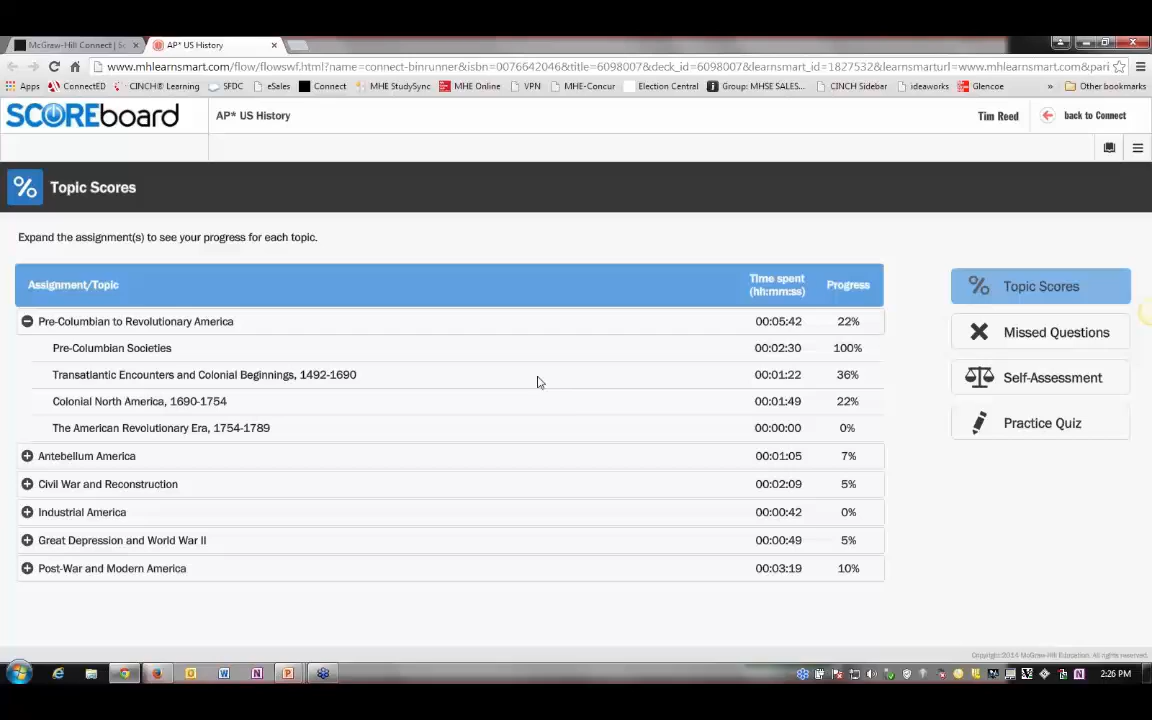 McGraw-Hill Connect | Sc
AP* US History
www.mhlearnsmart.com/flow/flowswf.html?name=connect-binrunner&isbn=0076642046&title=6098007&deck_id=6098007&learnsmart_id=1827532&learnsmarturl=www.mhlearnsmart.com&pari
Apps ConnectED CINCH® Learning SFDC eSales Connect MHE StudySync MHE Online VPN MHE-Concur Election Central Group: MHSE SALES... CINCH Sidebar ideaworks Glencoe » Other bookmarks
SCOREboard
AP* US History
Tim Reed
back to Connect
% Topic Scores
Expand the assignment(s) to see your progress for each topic.
Assignment/Topic Time spent (hh:mm:ss) Progress
Pre-Columbian to Revolutionary America 00:05:42 22%
Pre-Columbian Societies 00:02:30 100%
Transatlantic Encounters and Colonial Beginnings, 1492-1690 00:01:22 36%
Colonial North America, 1690-1754 00:01:49 22%
The American Revolutionary Era, 1754-1789 00:00:00 0%
Antebellum America 00:01:05 7%
Civil War and Reconstruction 00:02:09 5%
Industrial America 00:00:42 0%
Great Depression and World War II 00:00:49 5%
Post-War and Modern America 00:03:19 10%
% Topic Scores
Missed Questions
Self-Assessment
Practice Quiz
Copyright 2014 McGraw-Hill Education. All rights reserved.
2:26 PM